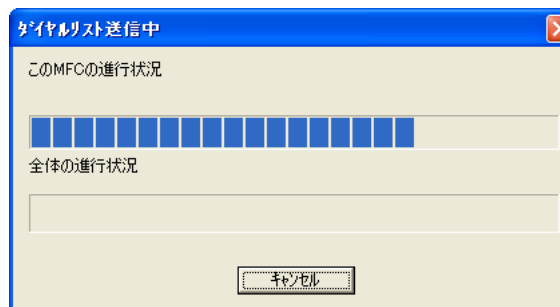 ﾀﾞｲﾔﾙﾘｽﾄ送信中
このMFCの進行状況
全体の進行状況
ｷｬﾝｾﾙ